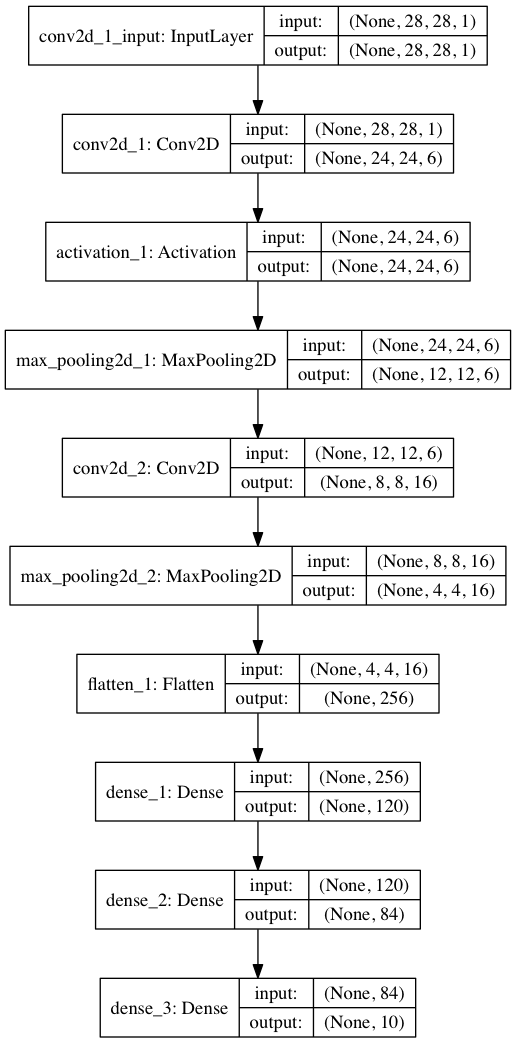 conv2d_1_input: InputLayer
input:
(None, 28, 28, 1)
output:
(None, 28, 28, 1)
conv2d_1: Conv2D
input:
(None, 28, 28, 1)
output:
(None, 24, 24, 6)
activation_1: Activation
input:
(None, 24, 24, 6)
output:
(None, 24, 24, 6)
max_pooling2d_1: MaxPooling2D
input:
(None, 24, 24, 6)
output:
(None, 12, 12, 6)
conv2d_2: Conv2D
input:
(None, 12, 12, 6)
output:
(None, 8, 8, 16)
max_pooling2d_2: MaxPooling2D
input:
(None, 8, 8, 16)
output:
(None, 4, 4, 16)
flatten_1: Flatten
input:
(None, 4, 4, 16)
output:
(None, 256)
dense_1: Dense
input:
(None, 256)
output:
(None, 120)
dense_2: Dense
input:
(None, 120)
output:
(None, 84)
dense_3: Dense
input:
(None, 84)
output:
(None, 10)